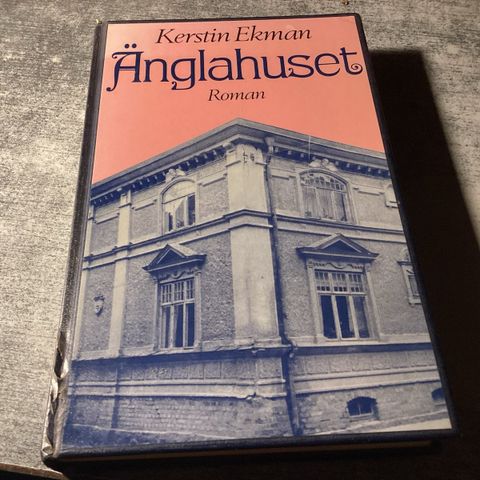 Kerstin Ekman
Änglahuset
Roman